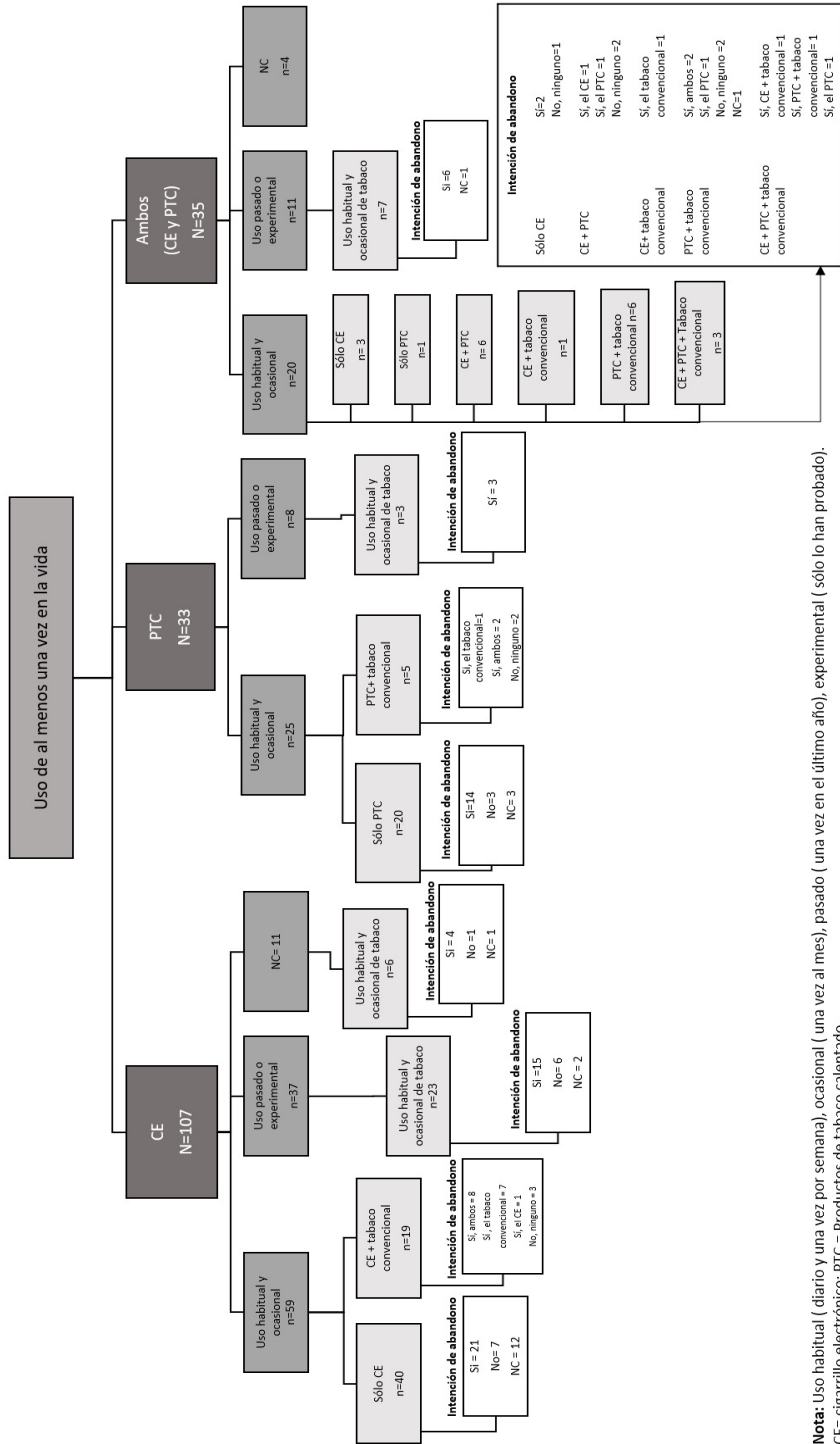 Uso de al menos una vez en la vida
CE
N=107
PTC
N=33
Ambos
(CE y PTC)
N=35
Uso habitual y
ocasional
n=59
Uso pasado o
experimental
n=37
NC= 11
Uso habitual y
ocasional
n=25
Uso pasado o
experimental
n=8
Uso habitual y
ocasional
n=20
Uso pasado o
experimental
n=11
NC
n=4
Sólo CE
n=40
CE + tabaco
convencional
n=19
Uso habitual y
ocasional de tabaco
n=23
Uso habitual y
ocasional de tabaco
n=6
Sólo PTC
n=20
PTC+ tabaco
convencional
n=5
Uso habitual y
ocasional de tabaco
n=3
Sólo CE
n= 3
Sólo PTC
n=1
CE + PTC
n= 6
CE + tabaco
convencional
n=1
PTC + tabaco
convencional n=6
CE + PTC + Tabaco
convencional
n= 3
Uso habitual y
ocasional de tabaco
n=7
Intención de abandono
Si = 21
No= 7
NC = 12
Intención de abandono
Sí, ambos = 8
Sí , el tabaco
convencional = 7
Sí, el CE = 1
No, ninguno = 3
Intención de abandono
Si =15
No= 6
NC = 2
Intención de abandono
Si = 4
No =1
NC= 1
Intención de abandono
Si=14
No=3
NC= 3
Intención de abandono
Si, el tabaco
convencional=1
Sí, ambos = 2
No, ninguno =2
Intención de abandono
Sí = 3
Intención de abandono
Si =6
NC =1
Intención de abandono
Sólo CE
Sí=2
No, ninguno=1
CE + PTC
Sí, el CE =1
Sí, el PTC =1
No, ninguno =2
CE+ tabaco
convencional
Sí, el tabaco
convencional =1
PTC + tabaco
convencional
Sí, ambos =2
Sí, el PTC =1
No, ninguno =2
NC=1
CE + PTC + tabaco
convencional
Sí, CE + tabaco
convencional =1
Sí, PTC + tabaco
convencional= 1
Sí, el PTC =1
Nota: Uso habitual ( diario y una vez por semana), ocasional ( una vez al mes), pasado ( una vez en el último año), experimental ( sólo lo han probado).
CE= cigarrillo electrónico; PTC = Productos de tabaco calentado